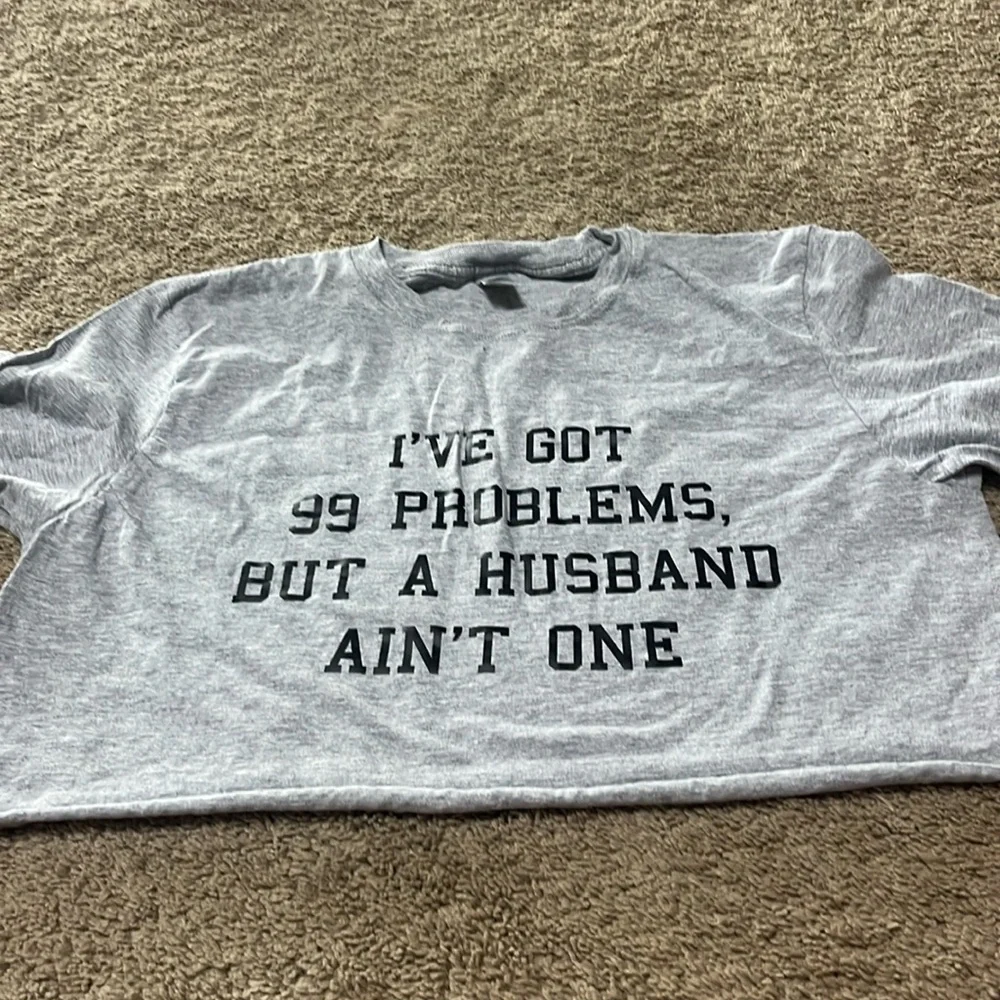 I'VE GOT
99 PROBLEMS,
BUT A HUSBAND
AIN'T ONE